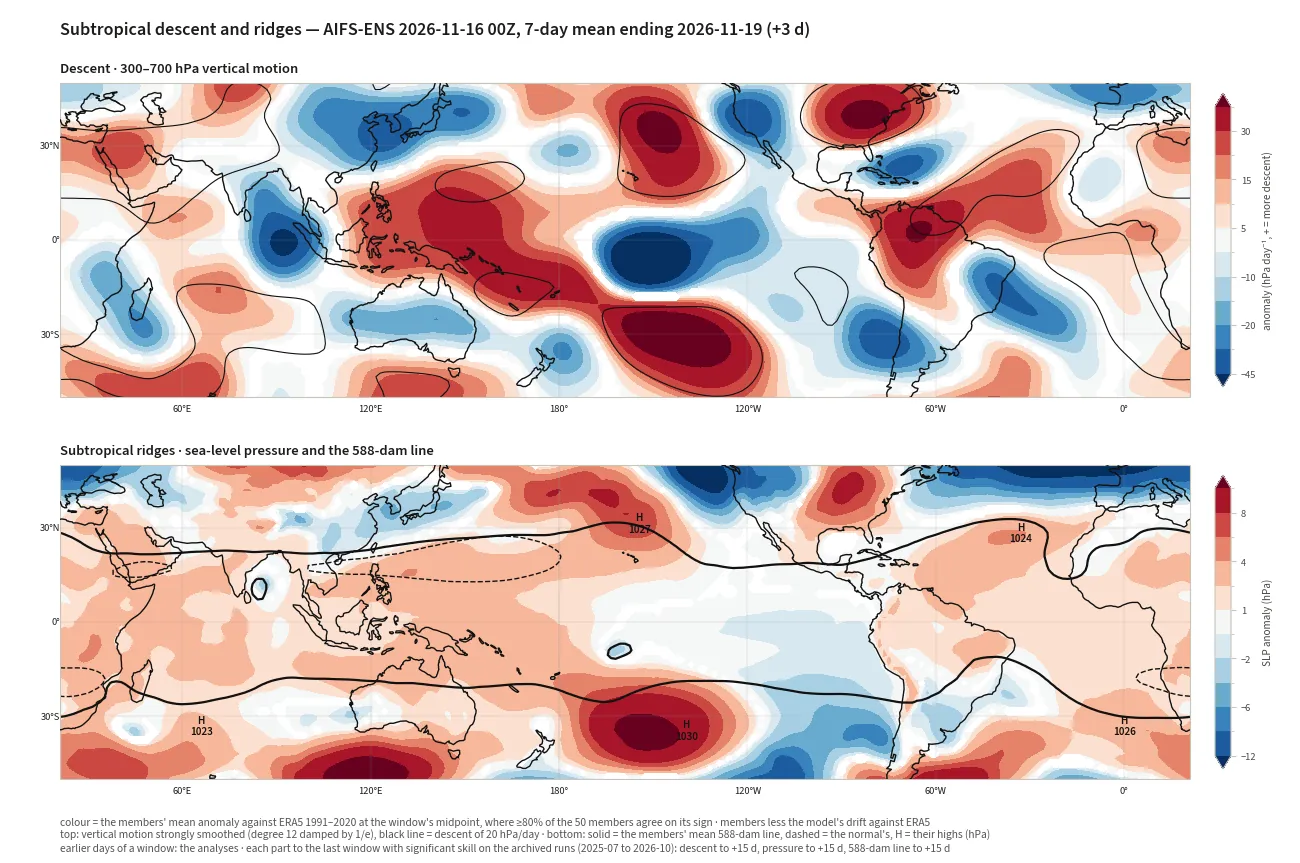 Subtropical descent and ridges — AIFS-ENS 2026-11-16 00Z, 7-day mean ending 2026-11-19 (+3 d)
Descent · 300–700 hPa vertical motion
30°N
0°
30°S
60°E
120°E
180°
120°W
60°W
0°
30
15
5
−10
−20
−45
anomaly (hPa day⁻¹, + = more descent)
Subtropical ridges · sea-level pressure and the 588-dam line
30°N
0°
30°S
H
1027
H
1024
H
1023
H
1030
H
1026
60°E
120°E
180°
120°W
60°W
0°
8
4
1
−2
−6
−12
SLP anomaly (hPa)
colour = the members' mean anomaly against ERA5 1991–2020 at the window's midpoint, where ≥80% of the 50 members agree on its sign · members less the model's drift against ERA5
top: vertical motion strongly smoothed (degree 12 damped by 1/e), black line = descent of 20 hPa/day · bottom: solid = the members' mean 588-dam line, dashed = the normal's, H = their highs (hPa)
earlier days of a window: the analyses · each part to the last window with significant skill on the archived runs (2025-07 to 2026-10): descent to +15 d, pressure to +15 d, 588-dam line to +15 d